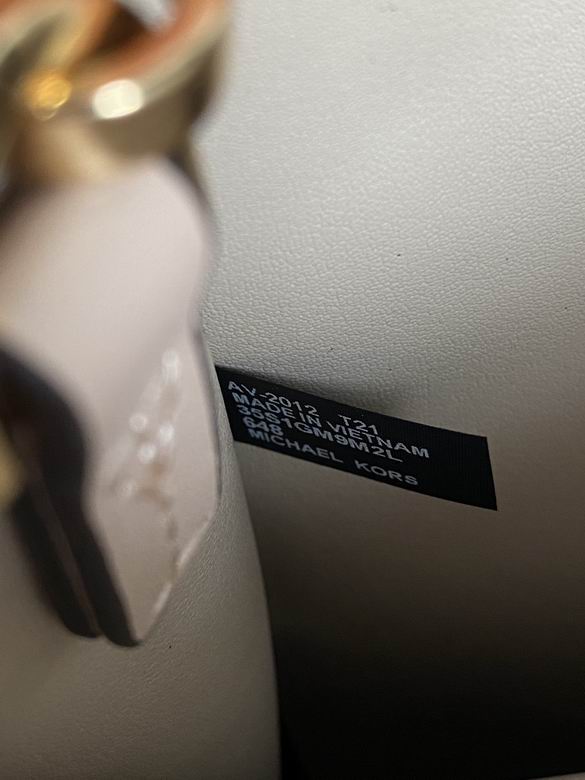 AV-2012 T21
MADE IN VIETNAM
35S1GM9M2L
648
MICHAEL KORS